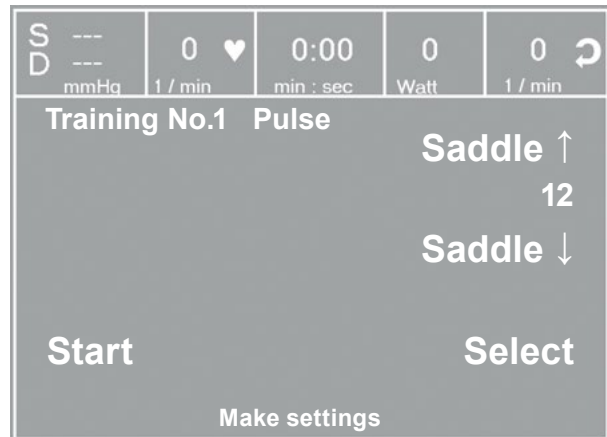 S --- 0 ♥ 0:00 0 0
D ---
mmHg 1 / min min : sec Watt 1 / min
Training No.1 Pulse
Saddle ↑
12
Saddle ↓
Start Select
Make settings